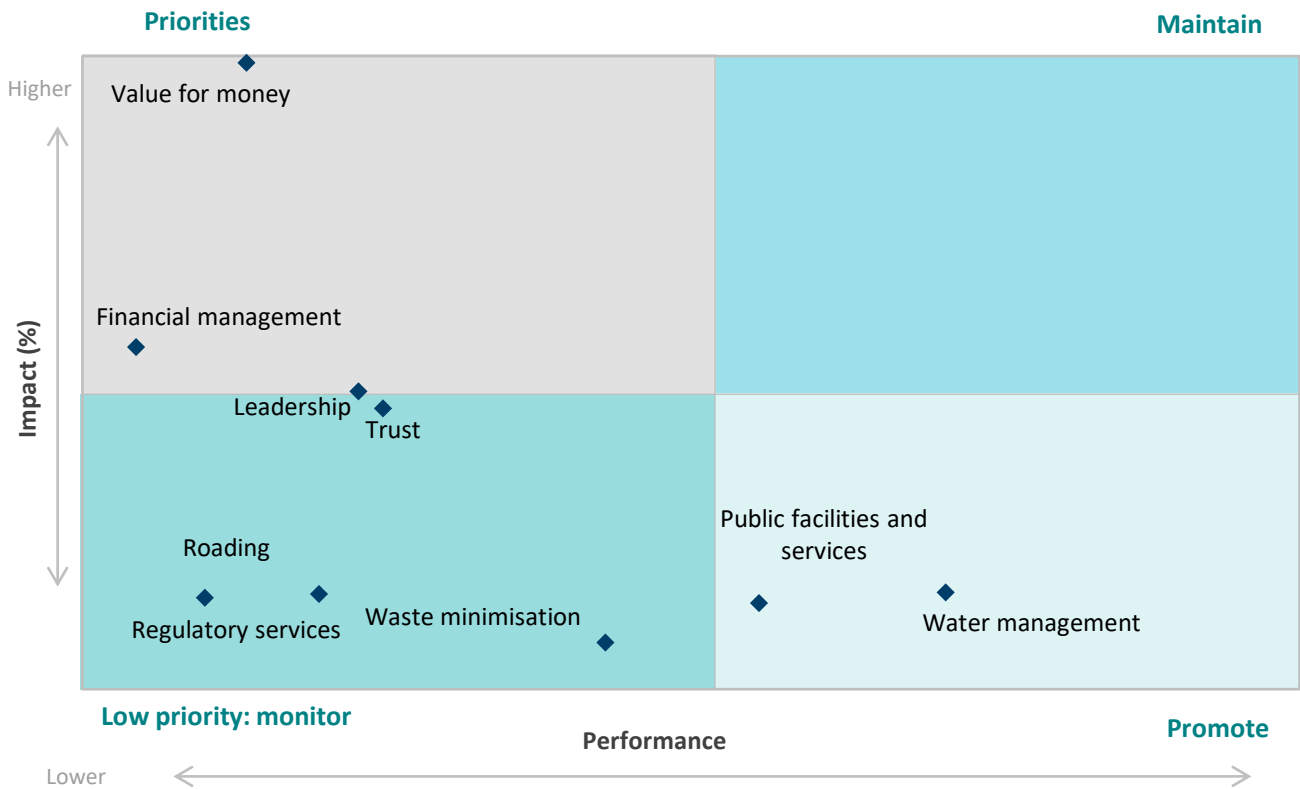 Priorities
Maintain
Higher
Value for money
Financial management
Impact (%)
Leadership
Trust
Public facilities and
services
Roading
Waste minimisation
Regulatory services
Water management
Low priority: monitor
Promote
Performance
Lower